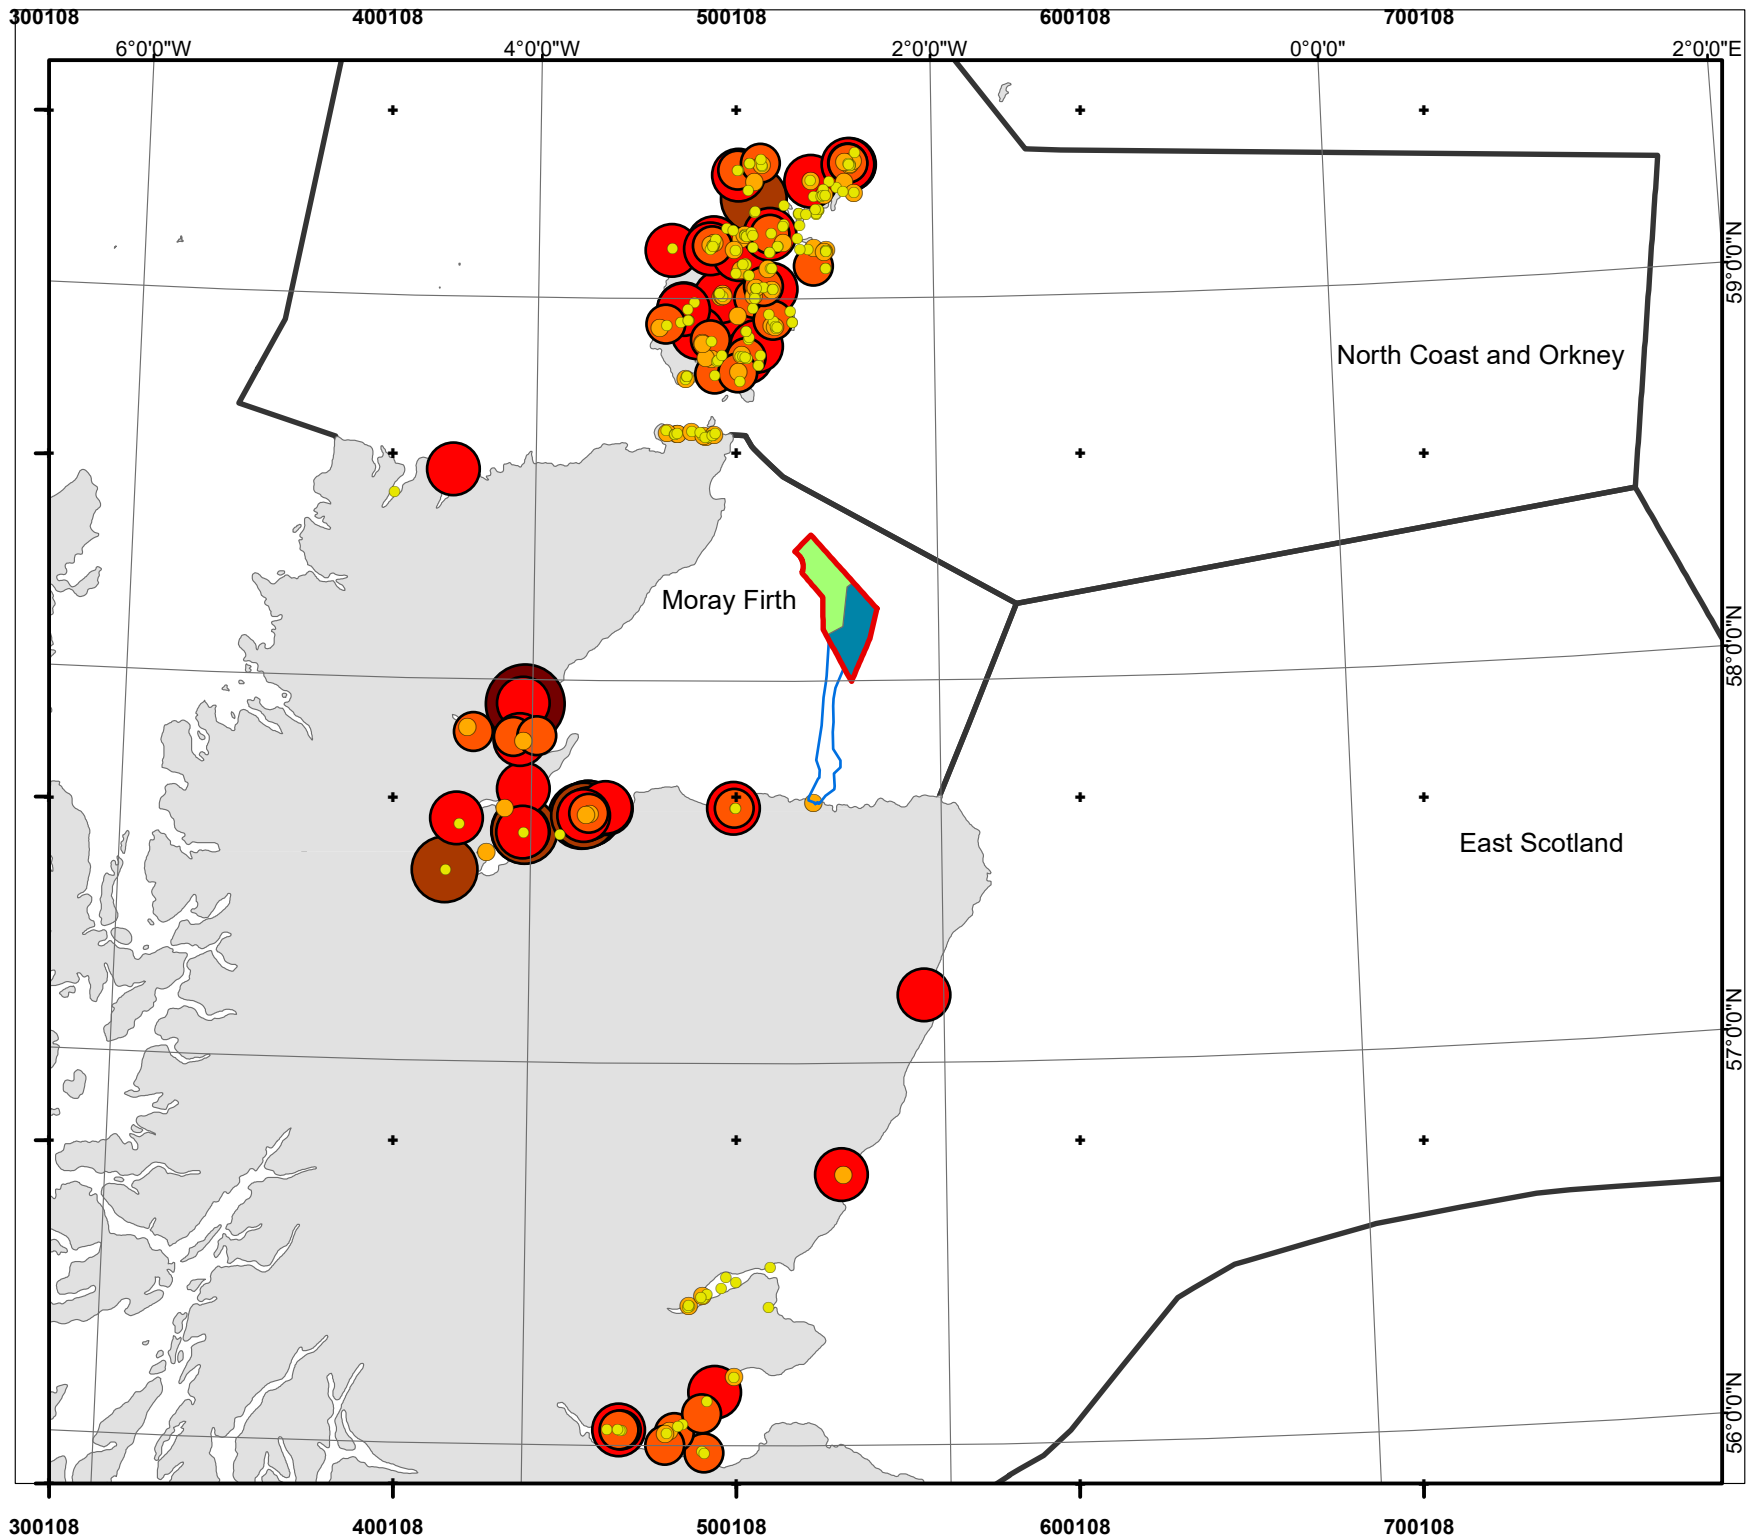 300108 400108 500108 600108 700108
6°0'0"W 4°0'0"W 2°0'0"W 0°0'0" 2°0'0"E
59°0'0"N
North Coast and Orkney
Moray Firth
58°0'0"N
East Scotland
57°0'0"N
56°0'0"N
300108 400108 500108 600108 700108